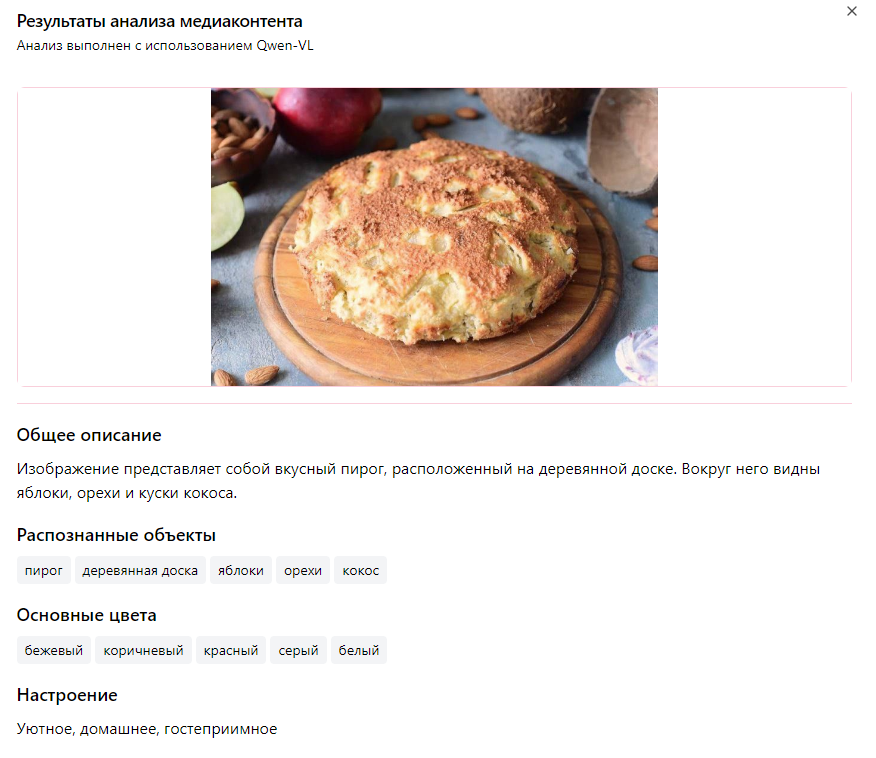 Результаты анализа медиаконтента
Анализ выполнен с использованием Qwen-VL
Общее описание
Изображение представляет собой вкусный пирог, расположенный на деревянной доске. Вокруг него видны
яблоки, орехи и куски кокоса.
Распознанные объекты
пирог деревянная доска яблоки орехи кокос
Основные цвета
бежевый коричневый красный серый белый
Настроение
Уютное, домашнее, гостеприимное